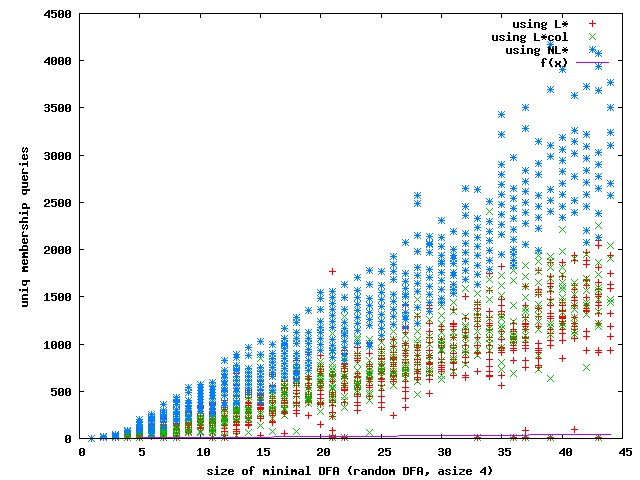 4500
4000
3500
3000
2500
2000
1500
1000
500
0
uniq membership queries
using L*
using L*col
using NL*
f(x)
0 5 10 15 20 25 30 35 40 45
size of minimal DFA (random DFA, asize 4)